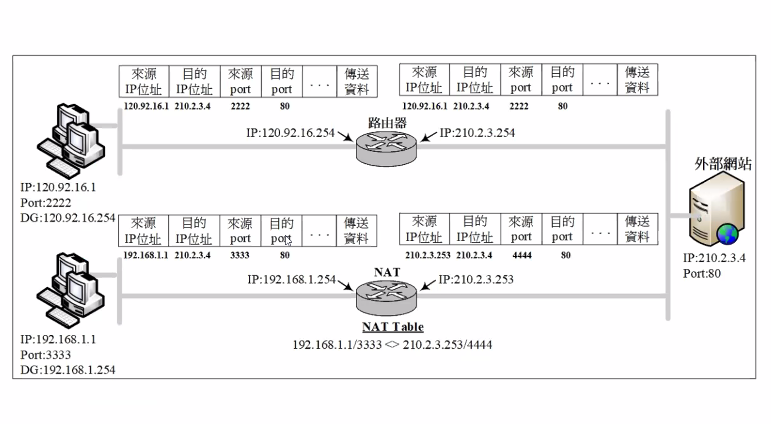 來源 目的 來源 目的 ... 傳送
IP位址 IP位址 port port 資料
120.92.16.1 210.2.3.4 2222 80
來源 目的 來源 目的 ... 傳送
IP位址 IP位址 port port 資料
120.92.16.1 210.2.3.4 2222 80
路由器
IP:120.92.16.254
IP:210.2.3.254
IP:120.92.16.1
Port:2222
DG:120.92.16.254
外部網站
IP:210.2.3.4
Port:80
來源 目的 來源 目的 ... 傳送
IP位址 IP位址 port port 資料
192.168.1.1 210.2.3.4 3333 80
來源 目的 來源 目的 ... 傳送
IP位址 IP位址 port port 資料
210.2.3.253 210.2.3.4 4444 80
NAT
IP:192.168.1.254
IP:210.2.3.253
NAT Table
192.168.1.1/3333 <> 210.2.3.253/4444
IP:192.168.1.1
Port:3333
DG:192.168.1.254